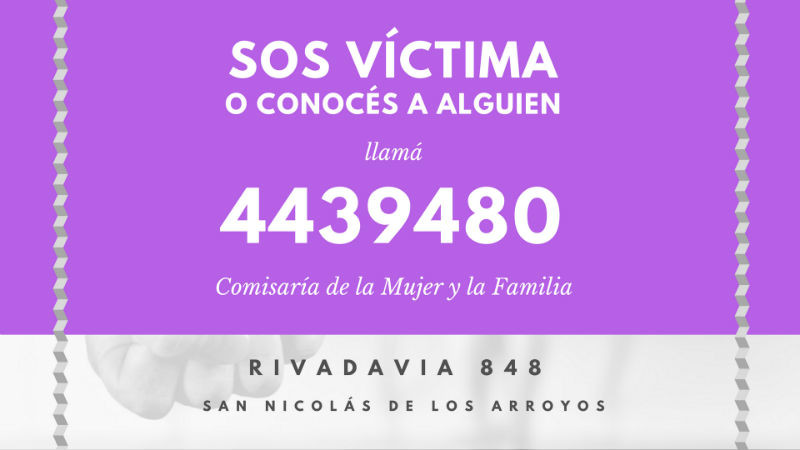 SOS VÍCTIMA
O CONOCÉS A ALGUIEN
llamá
4439480
Comisaría de la Mujer y la Familia
RIVADAVIA 848
SAN NICOLÁS DE LOS ARROYOS